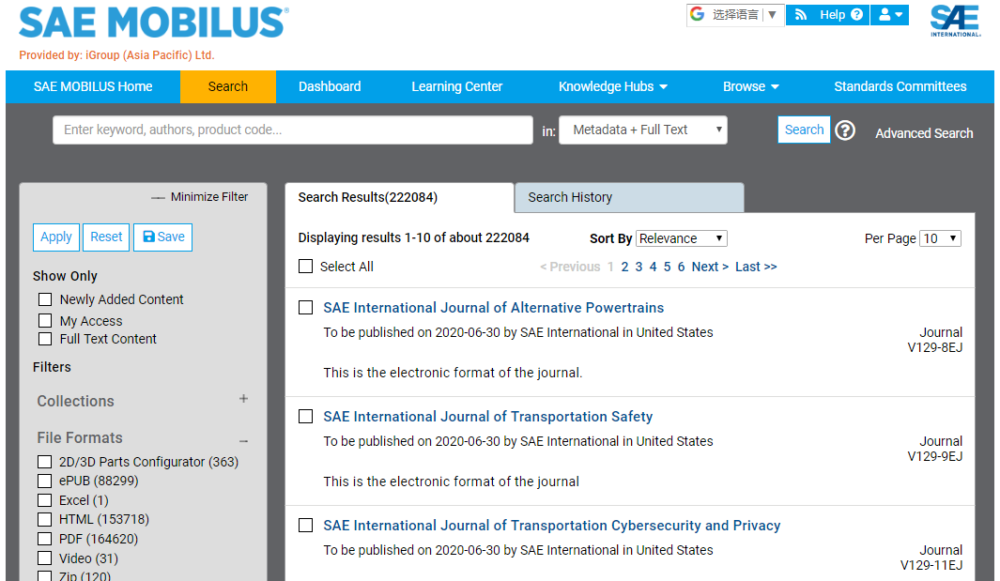 SAE MOBILUS®
选择语言
Help
SAE INTERNATIONAL.
Provided by: iGroup (Asia Pacific) Ltd.
SAE MOBILUS Home Search Dashboard Learning Center Knowledge Hubs Browse Standards Committees
Enter keyword, authors, product code... in: Metadata + Full Text Search Advanced Search
Minimize Filter
Apply Reset Save
Show Only
Newly Added Content
My Access
Full Text Content
Filters
Collections +
File Formats –
2D/3D Parts Configurator (363)
ePUB (88299)
Excel (1)
HTML (153718)
PDF (164620)
Video (31)
Zip (120)
Search Results(222084) Search History
Displaying results 1-10 of about 222084 Sort By Relevance Per Page 10
Select All < Previous 1 2 3 4 5 6 Next > Last >>
SAE International Journal of Alternative Powertrains
To be published on 2020-06-30 by SAE International in United States Journal
V129-8EJ
This is the electronic format of the journal.
SAE International Journal of Transportation Safety
To be published on 2020-06-30 by SAE International in United States Journal
V129-9EJ
This is the electronic format of the journal
SAE International Journal of Transportation Cybersecurity and Privacy
To be published on 2020-06-30 by SAE International in United States Journal
V129-11EJ